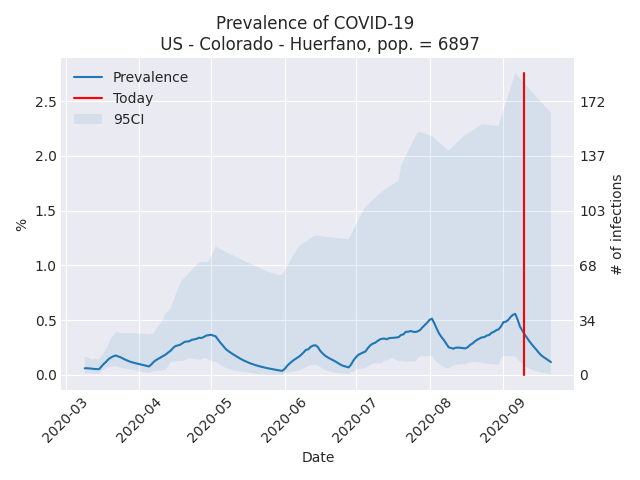 Prevalence of COVID-19
US - Colorado - Huerfano, pop. = 6897
Prevalence
Today
95CI
%
2.5
2.0
1.5
1.0
0.5
0.0
172
137
103
68
34
0
# of infections
2020-03
2020-04
2020-05
2020-06
2020-07
2020-08
2020-09
Date